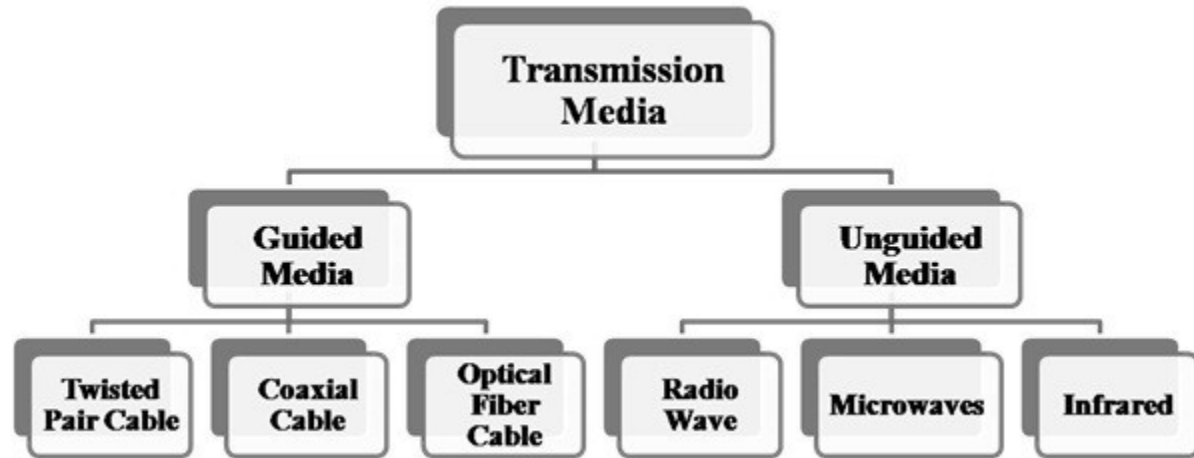 Transmission
Media
Guided
Media
Unguided
Media
Twisted
Pair Cable
Coaxial
Cable
Optical
Fiber
Cable
Radio
Wave
Microwaves
Infrared